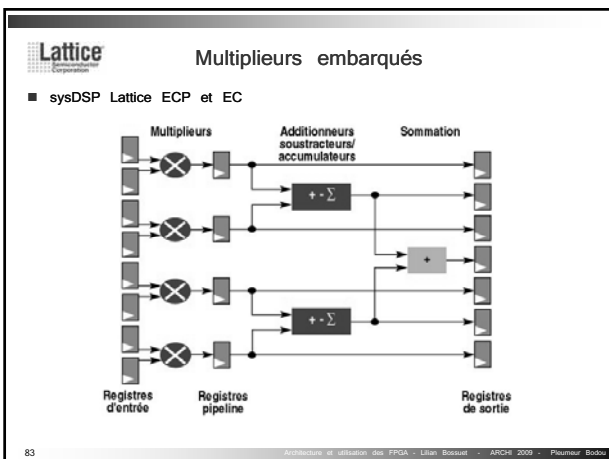 Lattice
Semiconductor
Corporation
Multiplieurs embarqués
■ sysDSP Lattice ECP et EC
Multiplieurs
Additionneurs
soustracteurs/
accumulateurs
Sommation
+ - Σ
+
+ - Σ
Registres
d'entrée
Registres
pipeline
Registres
de sortie
83
Architecture et utilisation des FPGA - Lilian Bossuet - ARCHI 2009 - Pleumeur Bodou